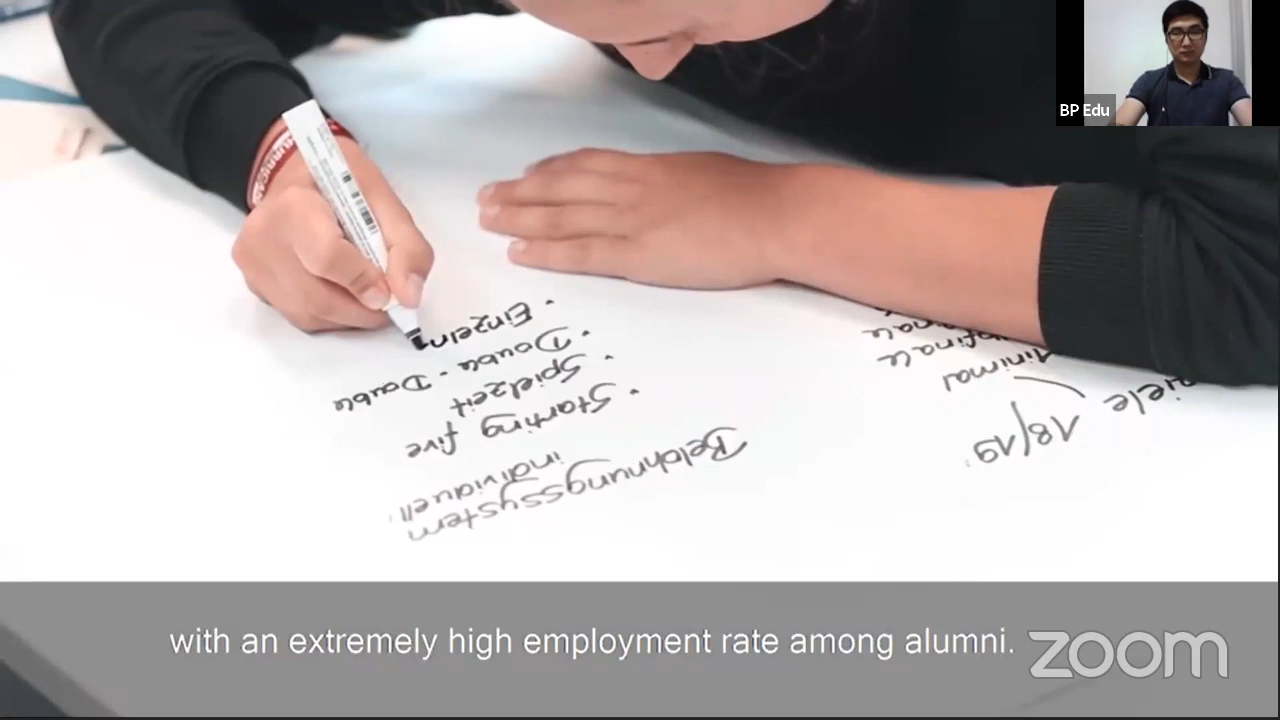 BP Edu
Belohnungssystem
individuell:
• Starting five
• Spielzeit
• Double - Double
• Einzeln
18/19:
Minimal
with an extremely high employment rate among alumni.
zoom